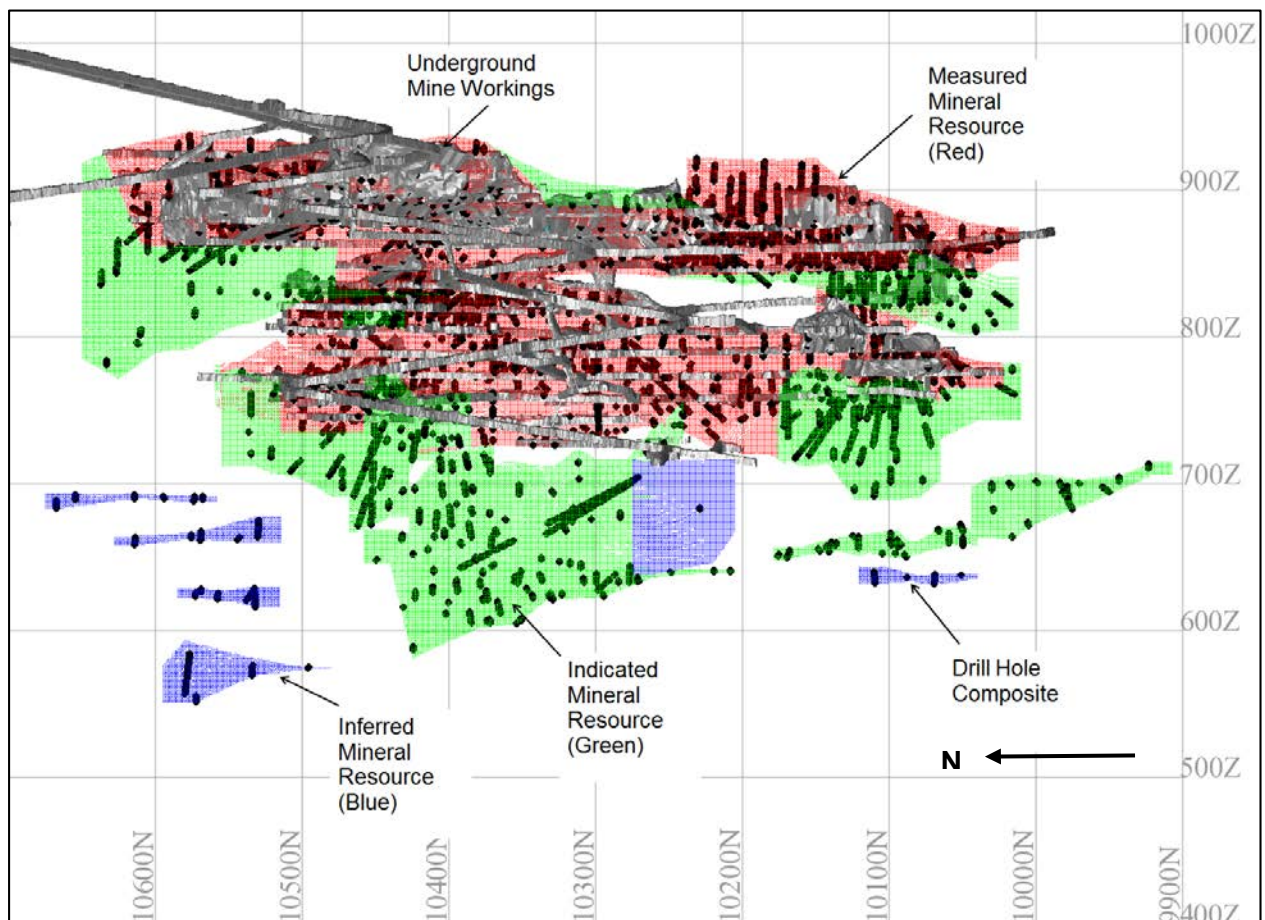 1000Z
Underground
Mine Workings
Measured
Mineral
Resource
(Red)
900Z
800Z
700Z
600Z
Indicated
Mineral
Resource
(Green)
Drill Hole
Composite
Inferred
Mineral
Resource
(Blue)
N
500Z
10600N
10500N
10400N
10300N
10200N
10100N
10000N
9900N
400Z